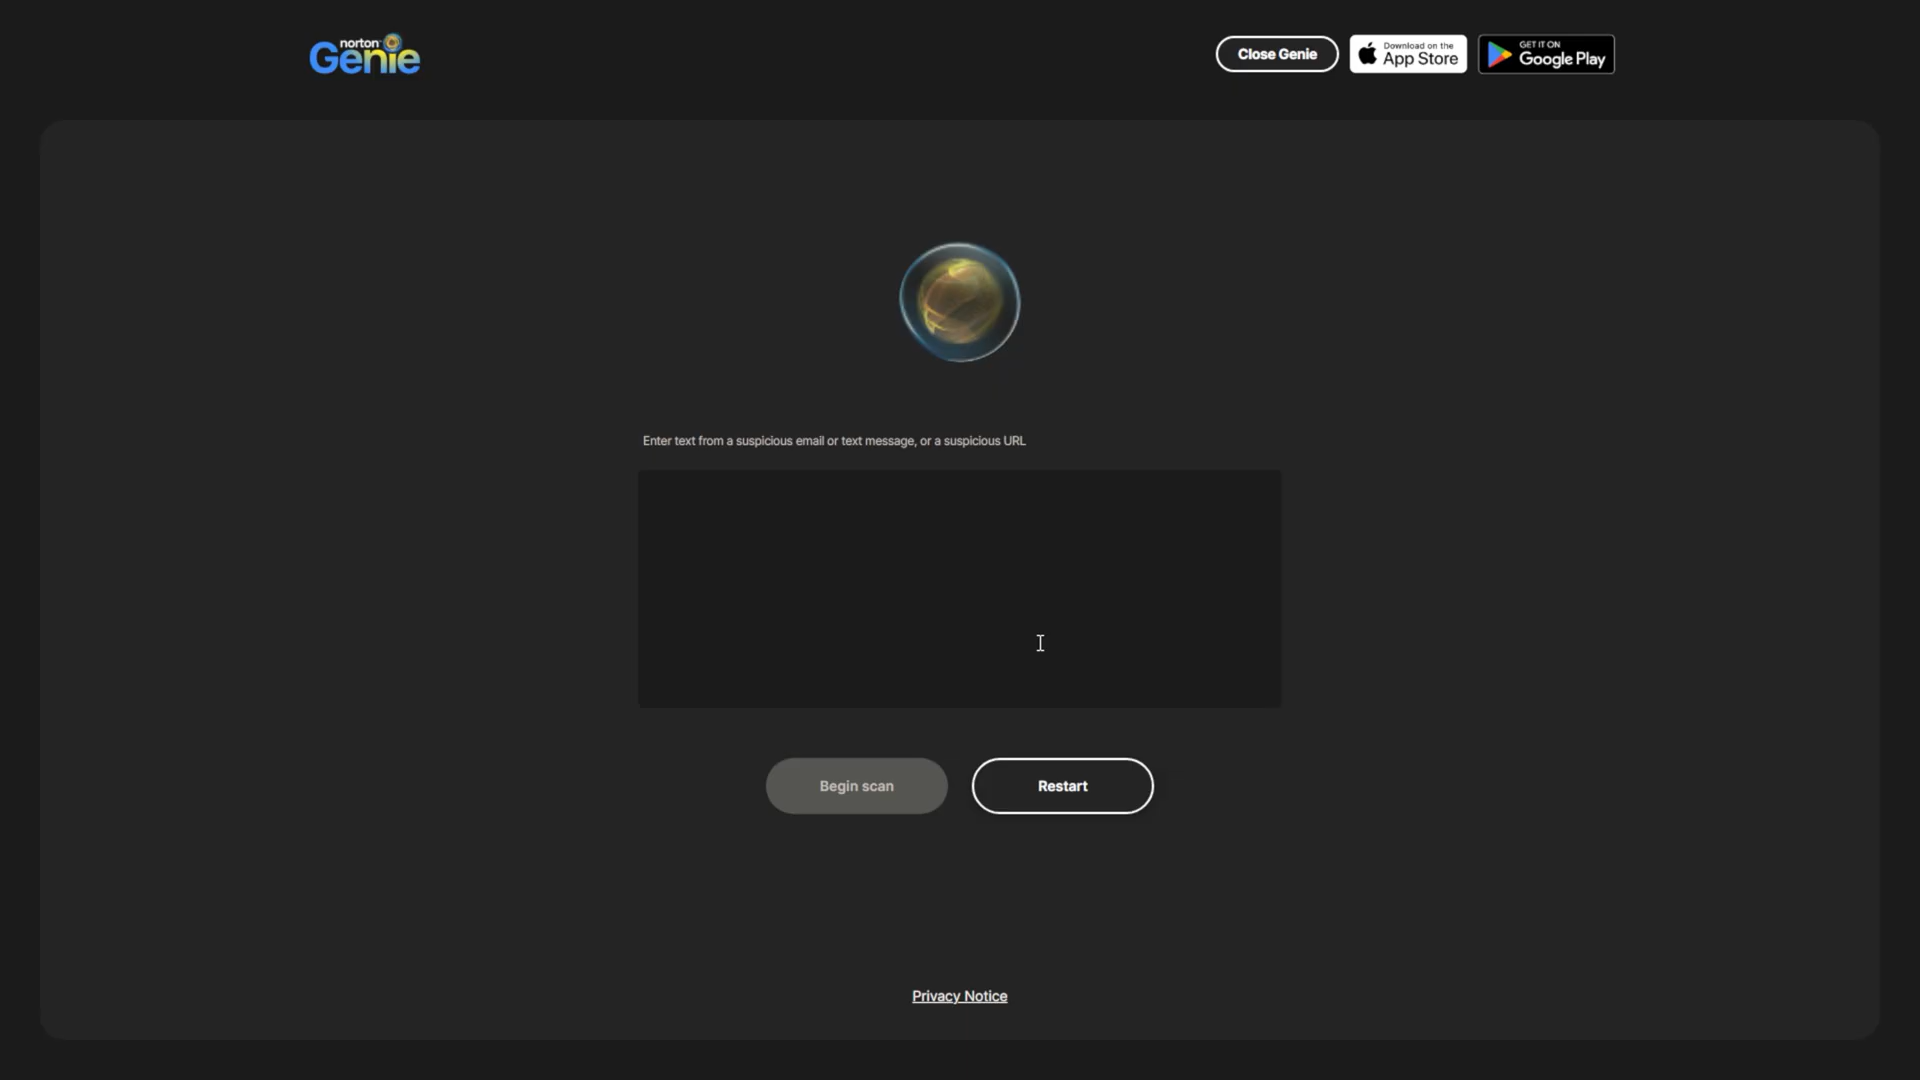 norton
Genie
Close Genie
Download on the
App Store
GET IT ON
Google Play
Enter text from a suspicious email or text message, or a suspicious URL
Begin scan
Restart
Privacy Notice